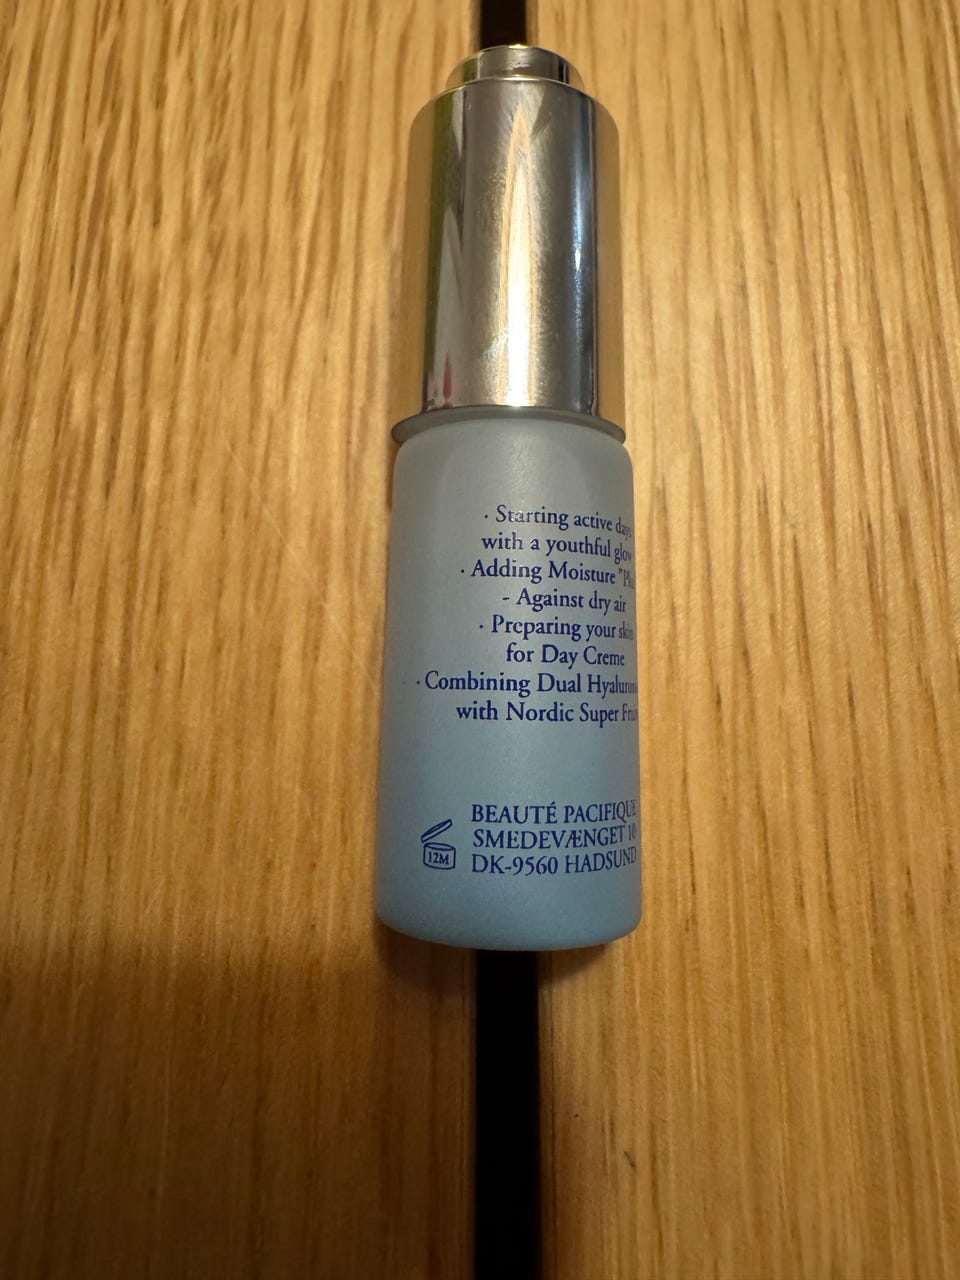 · Starting active days
with a youthful glow
· Adding Moisture
- Against dry air
· Preparing your skin
for Day Creme
· Combining Dual
with Nordic Super
BEAUTÉ PACIFIQUE
SMEDEVÆNGET 10
12M
DK-9560 HADSUND